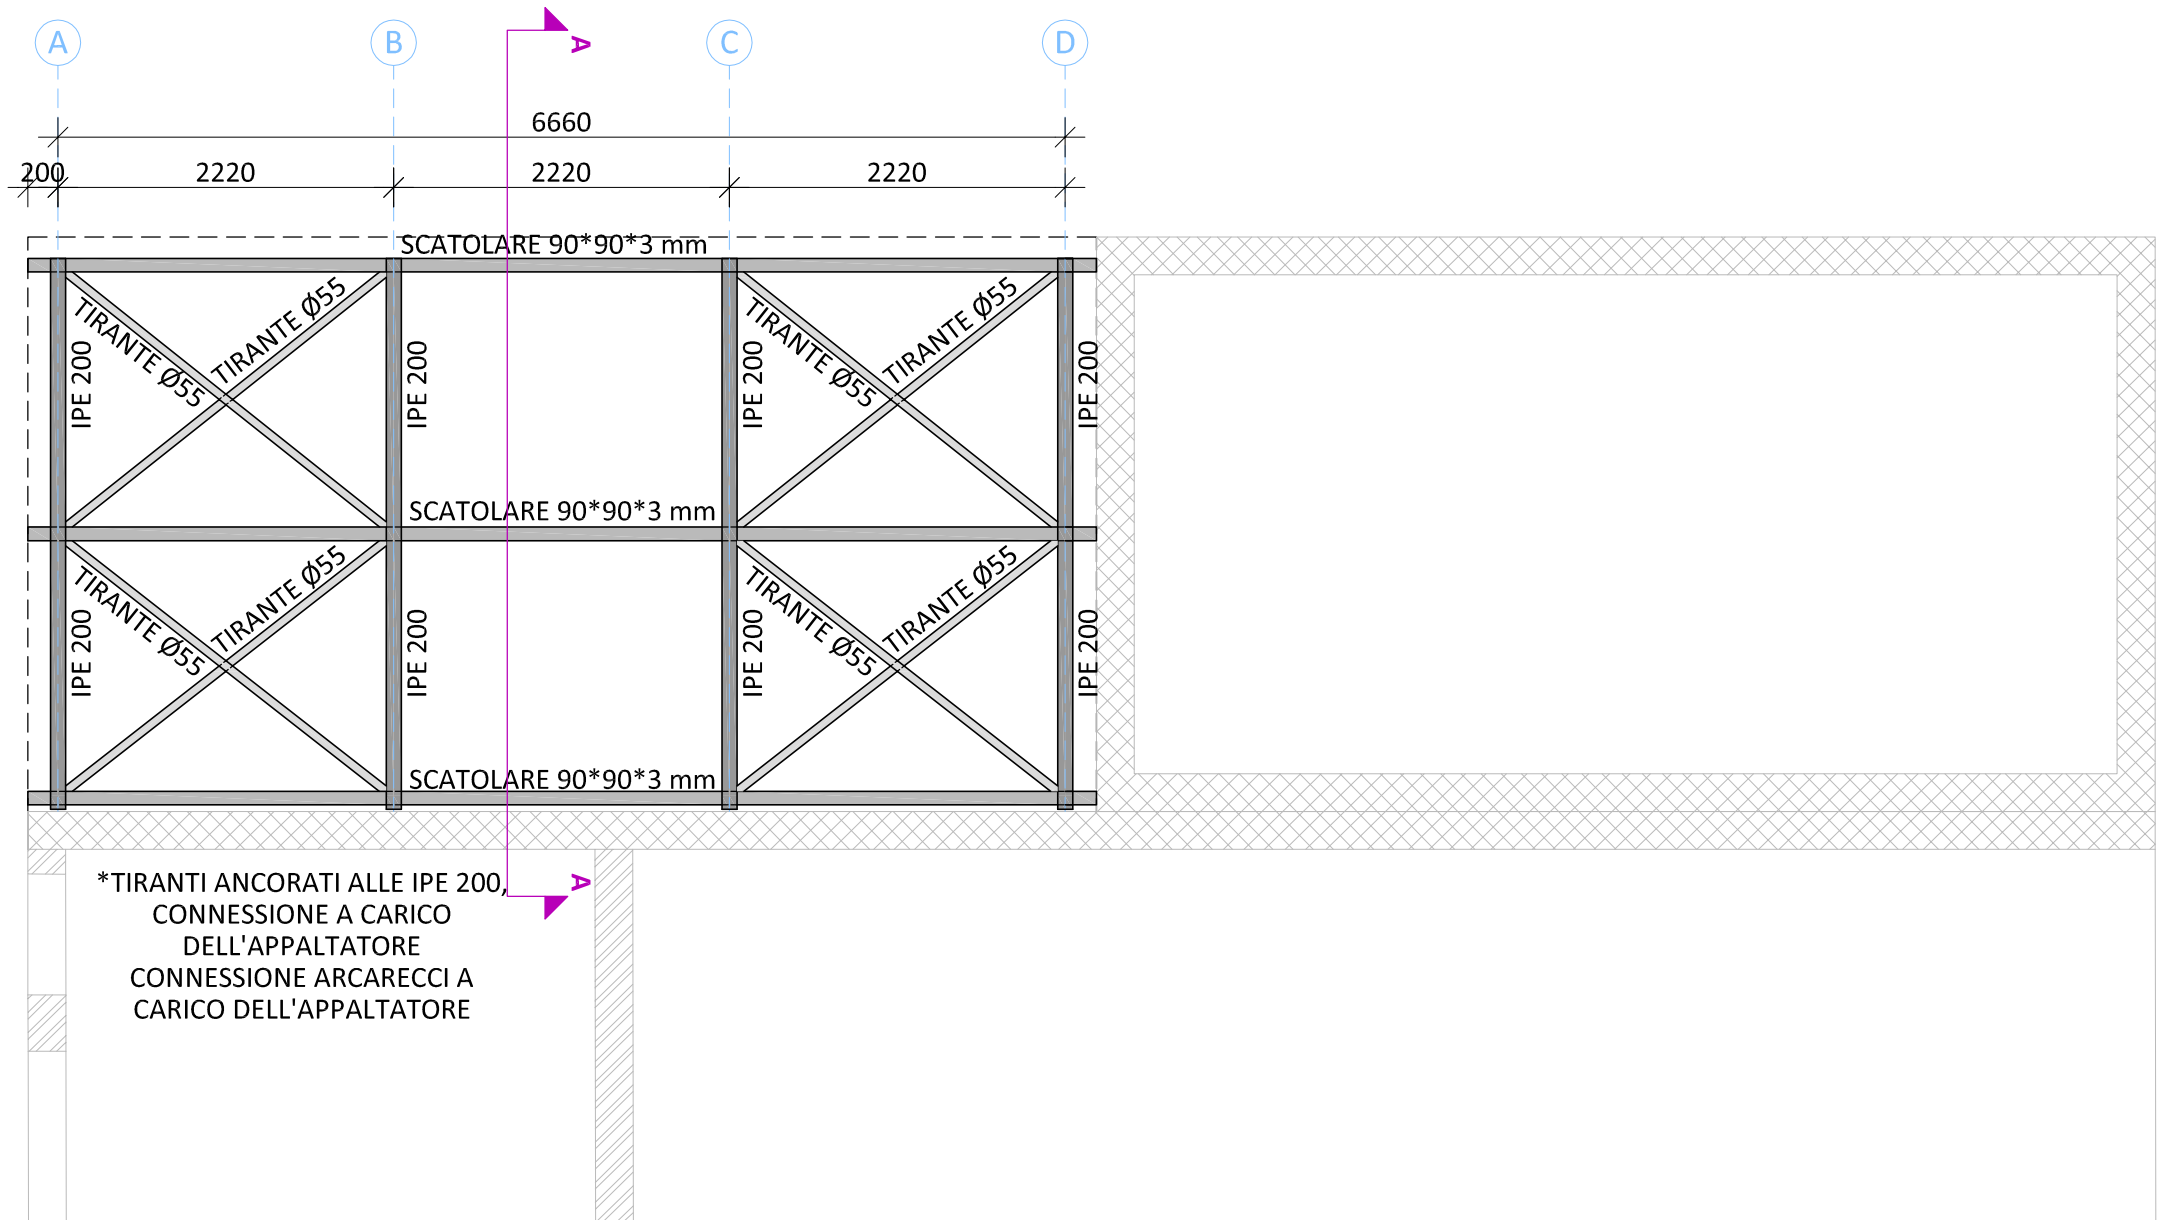 A
B
C
D
A
6660
200
2220
2220
2220
SCATOLARE 90*90*3 mm
TIRANTE Ø55
TIRANTE Ø55
TIRANTE Ø55
TIRANTE Ø55
IPE 200
IPE 200
IPE 200
IPE 200
SCATOLARE 90*90*3 mm
TIRANTE Ø55
TIRANTE Ø55
TIRANTE Ø55
TIRANTE Ø55
IPE 200
IPE 200
IPE 200
IPE 200
SCATOLARE 90*90*3 mm
A
*TIRANTI ANCORATI ALLE IPE 200,
CONNESSIONE A CARICO
DELL'APPALTATORE
CONNESSIONE ARCARECCI A
CARICO DELL'APPALTATORE